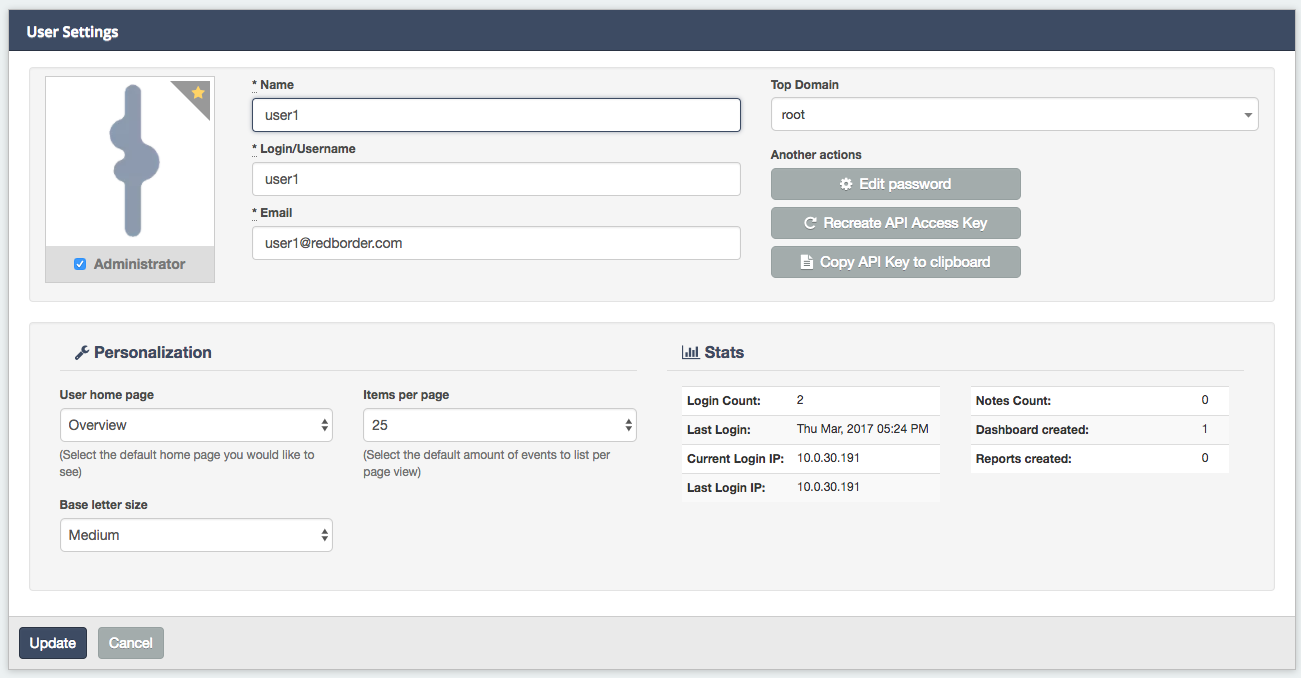 User Settings
Administrator
* Name
user1
* Login/Username
user1
* Email
user1@redborder.com
Top Domain
root
Another actions
Edit password
Recreate API Access Key
Copy API Key to clipboard
Personalization
User home page
Overview
(Select the default home page you would like to
see)
Items per page
25
(Select the default amount of events to list per
page view)
Base letter size
Medium
Stats
Login Count: 2
Last Login: Thu Mar, 2017 05:24 PM
Current Login IP: 10.0.30.191
Last Login IP: 10.0.30.191
Notes Count: 0
Dashboard created: 1
Reports created: 0
Update Cancel